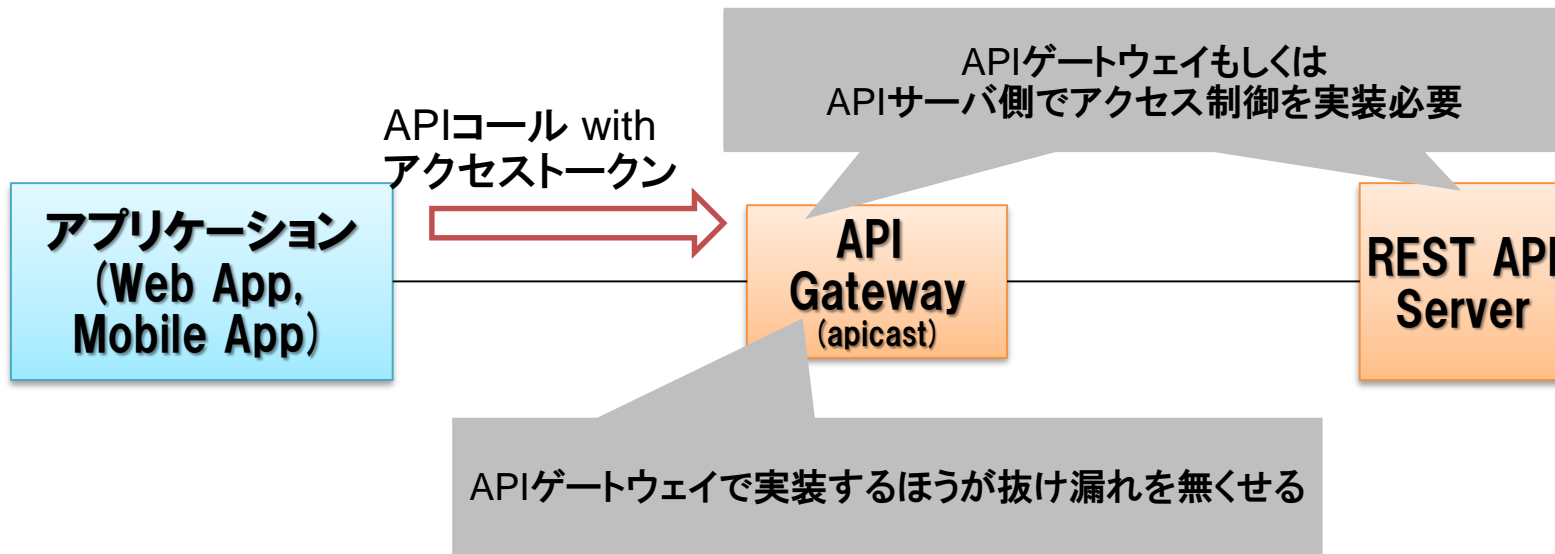 APIゲートウェイもしくは
APIサーバ側でアクセス制御を実装必要
APIコール with
アクセストークン
アプリケーション
(Web App,
Mobile App)
API
Gateway
(apicast)
REST API
Server
APIゲートウェイで実装するほうが抜け漏れを無くせる